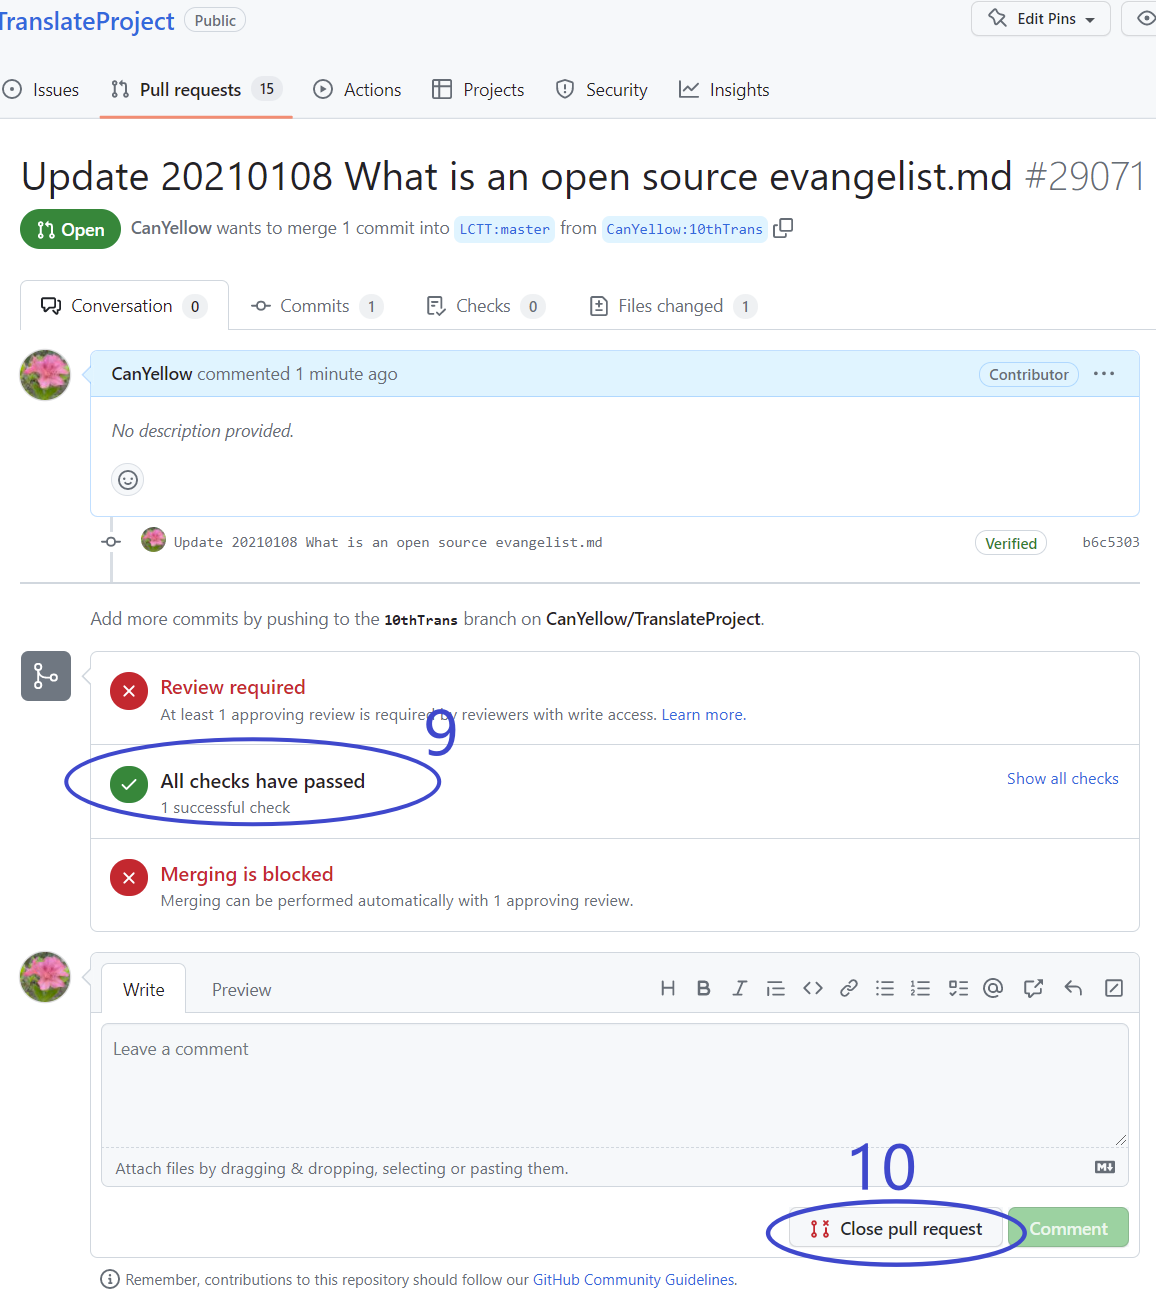 TranslateProject Public Edit Pins
Issues Pull requests 15 Actions Projects Security Insights
Update 20210108 What is an open source evangelist.md #29071
Open CanYellow wants to merge 1 commit into LCTT:master from CanYellow:10thTrans
Conversation 0 Commits 1 Checks 0 Files changed 1
CanYellow commented 1 minute ago Contributor ...
No description provided.
Update 20210108 What is an open source evangelist.md Verified b6c5303
Add more commits by pushing to the 10thTrans branch on CanYellow/TranslateProject.
Review required
At least 1 approving review is required by reviewers with write access. Learn more.
9
All checks have passed Show all checks
1 successful check
Merging is blocked
Merging can be performed automatically with 1 approving review.
Write Preview
Leave a comment
Attach files by dragging & dropping, selecting or pasting them.
10
Close pull request Comment
Remember, contributions to this repository should follow our GitHub Community Guidelines.